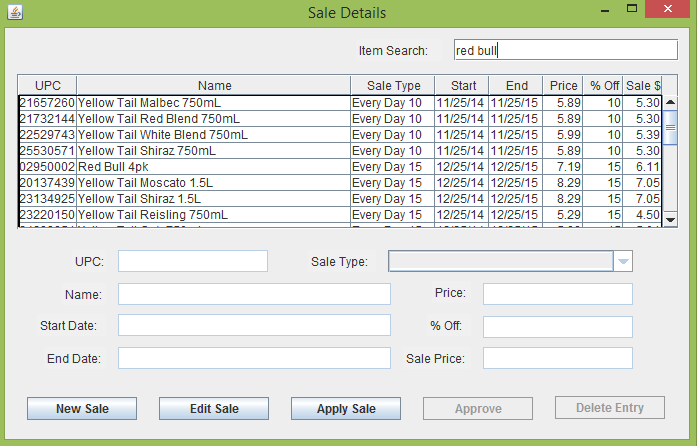 Sale Details
Item Search: red bull
UPC Name Sale Type Start End Price % Off Sale $
21657260 Yellow Tail Malbec 750mL Every Day 10 11/25/14 11/25/15 5.89 10 5.30
21732144 Yellow Tail Red Blend 750mL Every Day 10 11/25/14 11/25/15 5.89 10 5.30
22529743 Yellow Tail White Blend 750mL Every Day 10 11/25/14 11/25/15 5.99 10 5.39
25530571 Yellow Tail Shiraz 750mL Every Day 10 11/25/14 11/25/15 5.89 10 5.30
02950002 Red Bull 4pk Every Day 15 12/25/14 12/25/15 7.19 15 6.11
20137439 Yellow Tail Moscato 1.5L Every Day 15 12/25/14 12/25/15 8.29 15 7.05
23134925 Yellow Tail Shiraz 1.5L Every Day 15 12/25/14 12/25/15 8.29 15 7.05
23220150 Yellow Tail Reisling 750mL Every Day 15 12/25/14 12/25/15 5.29 15 4.50
UPC: Sale Type:
Name: Price:
Start Date: % Off:
End Date: Sale Price:
New Sale Edit Sale Apply Sale Approve Delete Entry